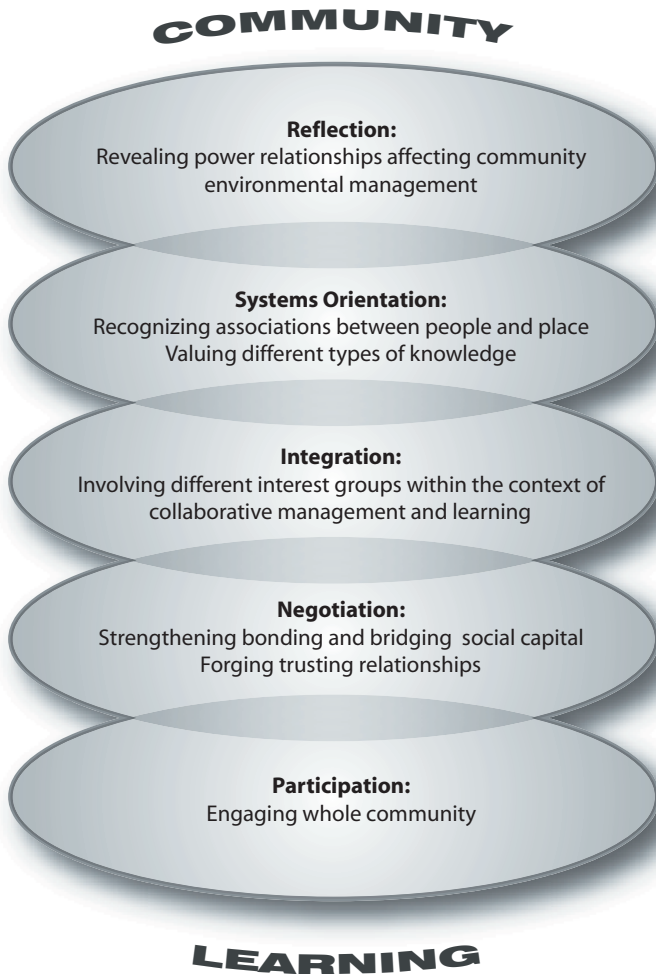 COMMUNITY
Reflection:
Revealing power relationships affecting community
environmental management
Systems Orientation:
Recognizing associations between people and place
Valuing different types of knowledge
Integration:
Involving different interest groups within the context of
collaborative management and learning
Negotiation:
Strengthening bonding and bridging social capital
Forging trusting relationships
Participation:
Engaging whole community
LEARNING